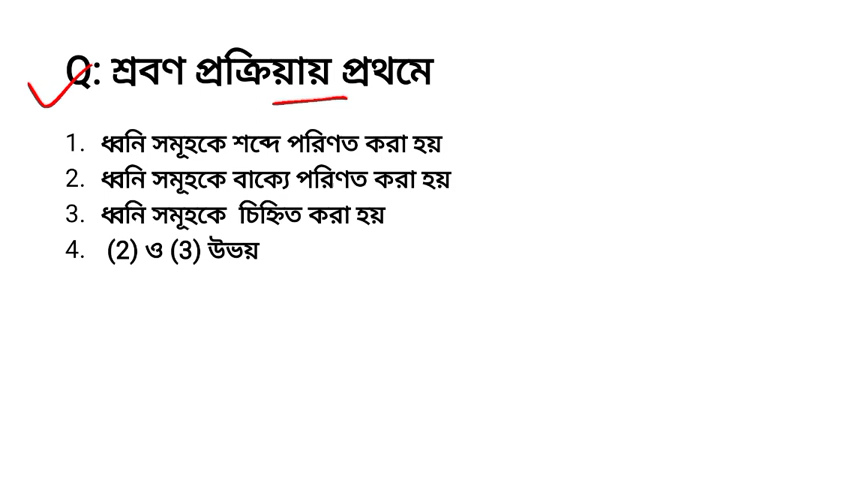 Q: শ্রবণ প্রক্রিয়ায় প্রথমে
1. ধ্বনি সমূহকে শব্দে পরিণত করা হয়
2. ধ্বনি সমূহকে বাক্যে পরিণত করা হয়
3. ধ্বনি সমূহকে চিহ্নিত করা হয়
4. (2) ও (3) উভয়